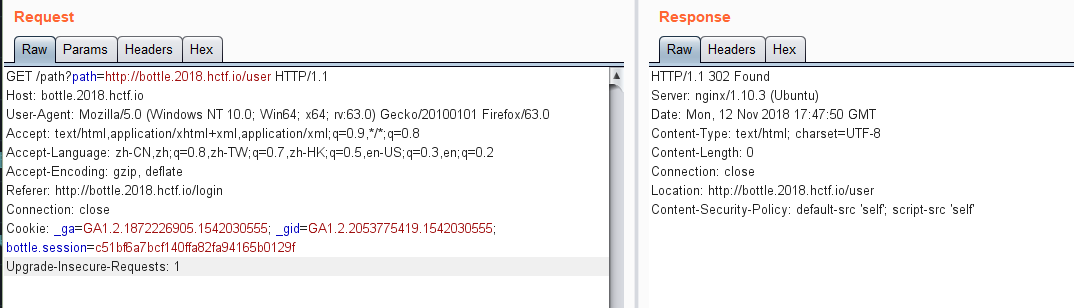 Request
Raw Params Headers Hex
GET /path?path=http://bottle.2018.hctf.io/user HTTP/1.1
Host: bottle.2018.hctf.io
User-Agent: Mozilla/5.0 (Windows NT 10.0; Win64; x64; rv:63.0) Gecko/20100101 Firefox/63.0
Accept: text/html,application/xhtml+xml,application/xml;q=0.9,*/*;q=0.8
Accept-Language: zh-CN,zh;q=0.8,zh-TW;q=0.7,zh-HK;q=0.5,en-US;q=0.3,en;q=0.2
Accept-Encoding: gzip, deflate
Referer: http://bottle.2018.hctf.io/login
Connection: close
Cookie: _ga=GA1.2.1872226905.1542030555; _gid=GA1.2.2053775419.1542030555;
bottle.session=c51bf6a7bcf140ffa82fa94165b0129f
Upgrade-Insecure-Requests: 1
Response
Raw Headers Hex
HTTP/1.1 302 Found
Server: nginx/1.10.3 (Ubuntu)
Date: Mon, 12 Nov 2018 17:47:50 GMT
Content-Type: text/html; charset=UTF-8
Content-Length: 0
Connection: close
Location: http://bottle.2018.hctf.io/user
Content-Security-Policy: default-src 'self'; script-src 'self'